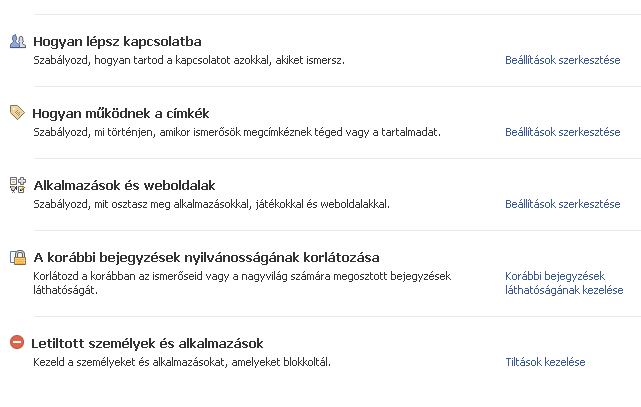 Hogyan lépsz kapcsolatba
Szabályozd, hogyan tartod a kapcsolatot azokkal, akiket ismersz.
Beállítások szerkesztése
Hogyan működnek a címkék
Szabályozd, mi történjen, amikor ismerősök megcímkéznek téged vagy a tartalmadat.
Beállítások szerkesztése
Alkalmazások és weboldalak
Szabályozd, mit osztasz meg alkalmazásokkal, játékokkal és weboldalakkal.
Beállítások szerkesztése
A korábbi bejegyzések nyilvánosságának korlátozása
Korlátozd a korábban az ismerőseid vagy a nagyvilág számára megosztott bejegyzések
láthatóságát.
Korábbi bejegyzések
láthatóságának kezelése
Letiltott személyek és alkalmazások
Kezeld a személyeket és alkalmazásokat, amelyeket blokkoltál.
Tiltások kezelése